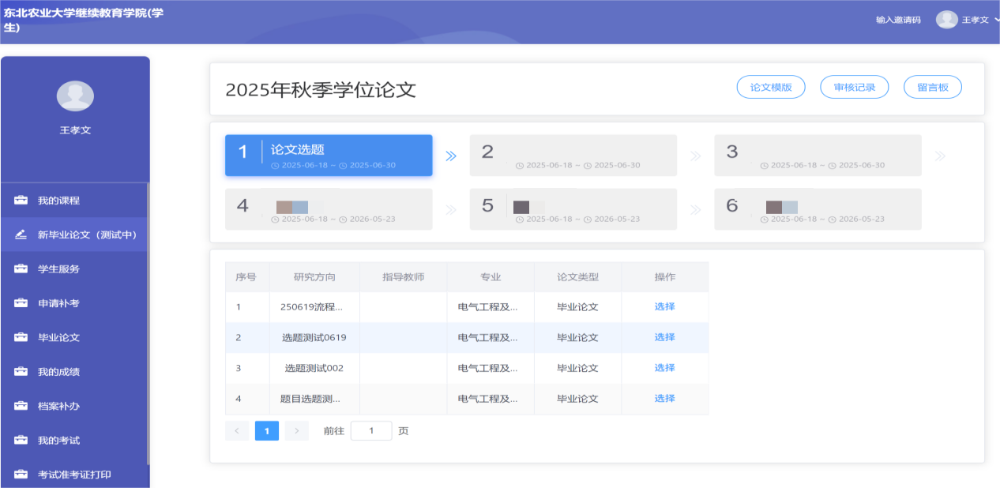 东北农业大学继续教育学院(学
生)
输入邀请码
王孝文
王孝文
我的课程
新毕业论文（测试中）
学生服务
申请补考
毕业论文
我的成绩
档案补办
我的考试
考试准考证打印
2025年秋季学位论文
论文模版 审核记录 留言板
1 论文选题
2025-06-18 ~ 2025-06-30
2
2025-06-18 ~ 2025-06-30
3
2025-06-18 ~ 2025-06-30
4
2025-06-18 ~ 2026-05-23
5
2025-06-18 ~ 2026-05-23
6
2025-06-18 ~ 2026-05-23
序号 研究方向 指导教师 专业 论文类型 操作
1 250619流程... 电气工程及... 毕业论文 选择
2 选题测试0619 电气工程及... 毕业论文 选择
3 选题测试002 电气工程及... 毕业论文 选择
4 题目选题测... 电气工程及... 毕业论文 选择
< 1 > 前往 1 页